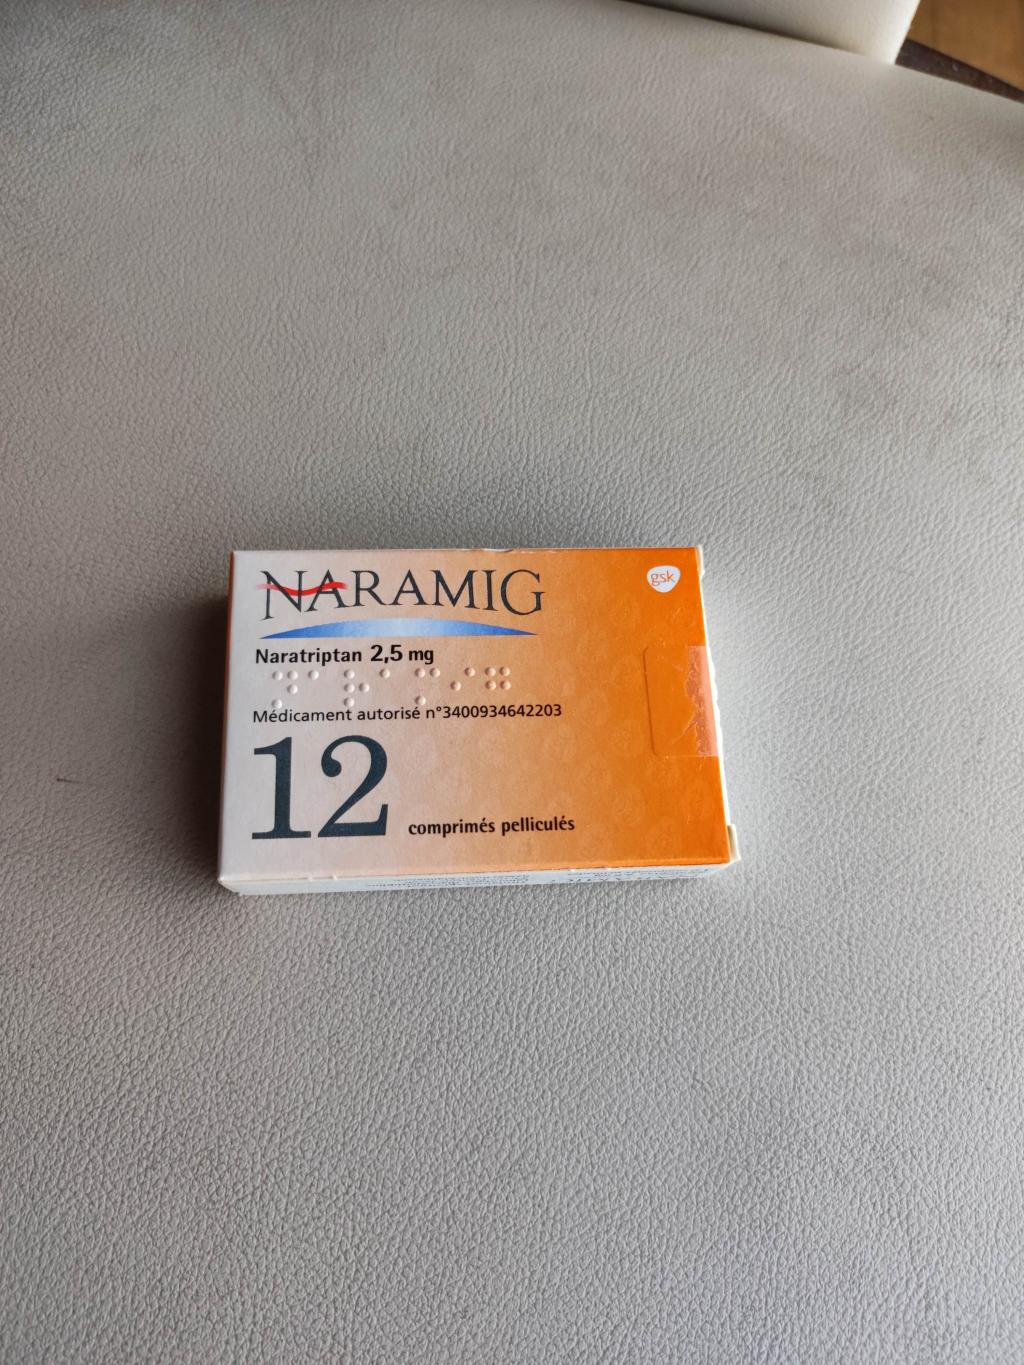 NARAMIG
gsk
Naratriptan 2,5 mg
Médicament autorisé n°3400934642203
12
comprimés pelliculés